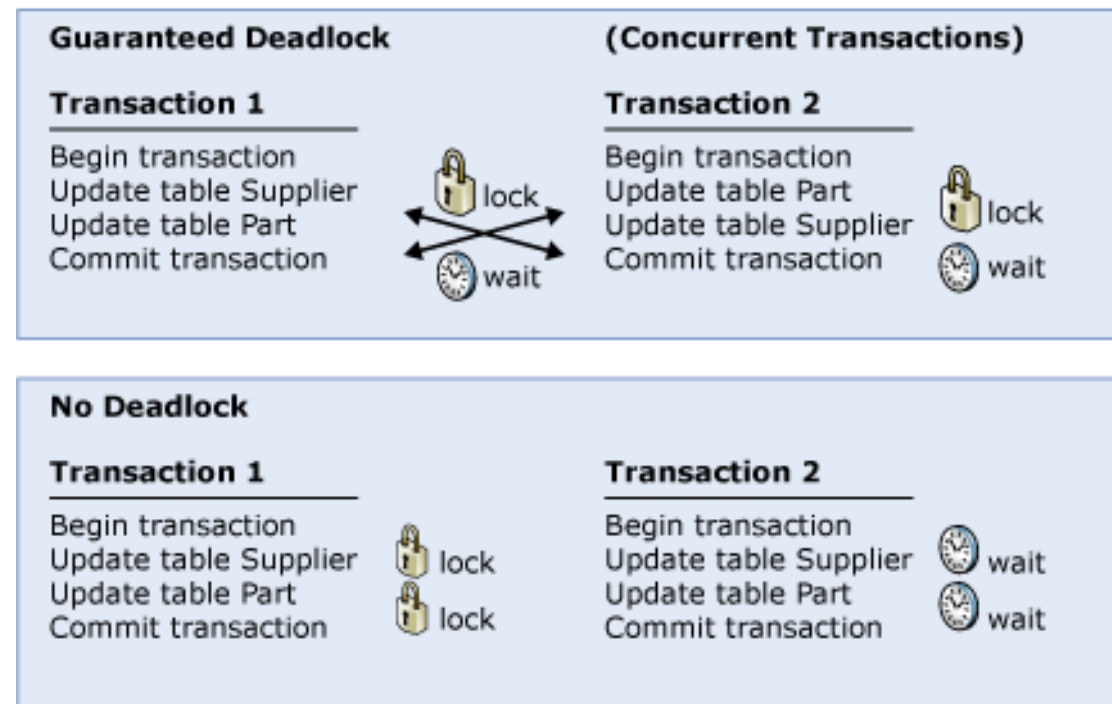 Guaranteed Deadlock (Concurrent Transactions)
Transaction 1
Begin transaction
Update table Supplier
Update table Part
Commit transaction
lock
wait
Transaction 2
Begin transaction
Update table Part
Update table Supplier
Commit transaction
lock
wait
No Deadlock
Transaction 1
Begin transaction
Update table Supplier
Update table Part
Commit transaction
lock
lock
Transaction 2
Begin transaction
Update table Supplier
Update table Part
Commit transaction
wait
wait